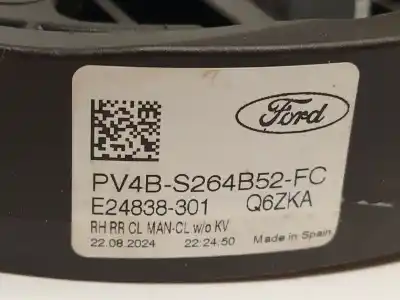 Ford
PV4B-S264B52-FC
E24838-301 Q6ZKA
RH RR CL MAN-CL w/o KV
22.08.2024 22:24:50 Made in Spain